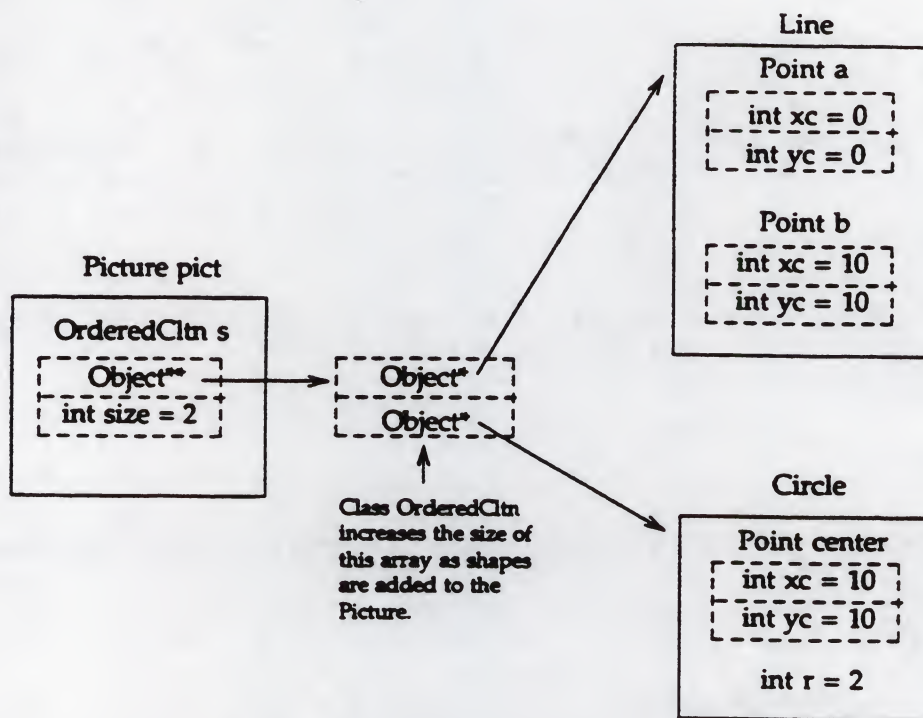 Picture pict
OrderedCltn s
Object**
int size = 2
Object*
Object*
Class OrderedCltn
increases the size of
this array as shapes
are added to the
Picture.
Line
Point a
int xc = 0
int yc = 0
Point b
int xc = 10
int yc = 10
Circle
Point center
int xc = 10
int yc = 10
int r = 2